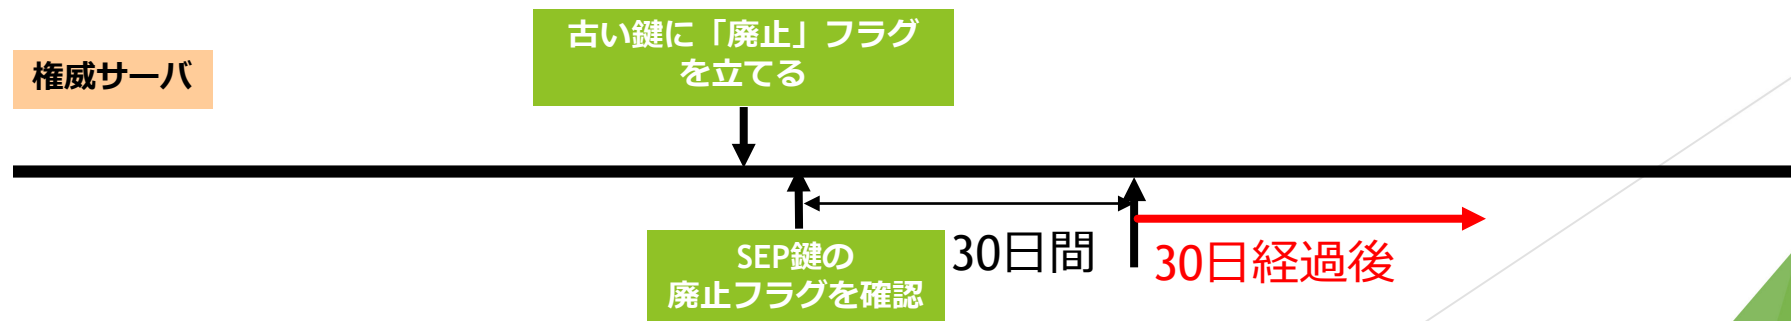 権威サーバ
古い鍵に「廃止」フラグ
を立てる
SEP鍵の
廃止フラグを確認
30日間
30日経過後